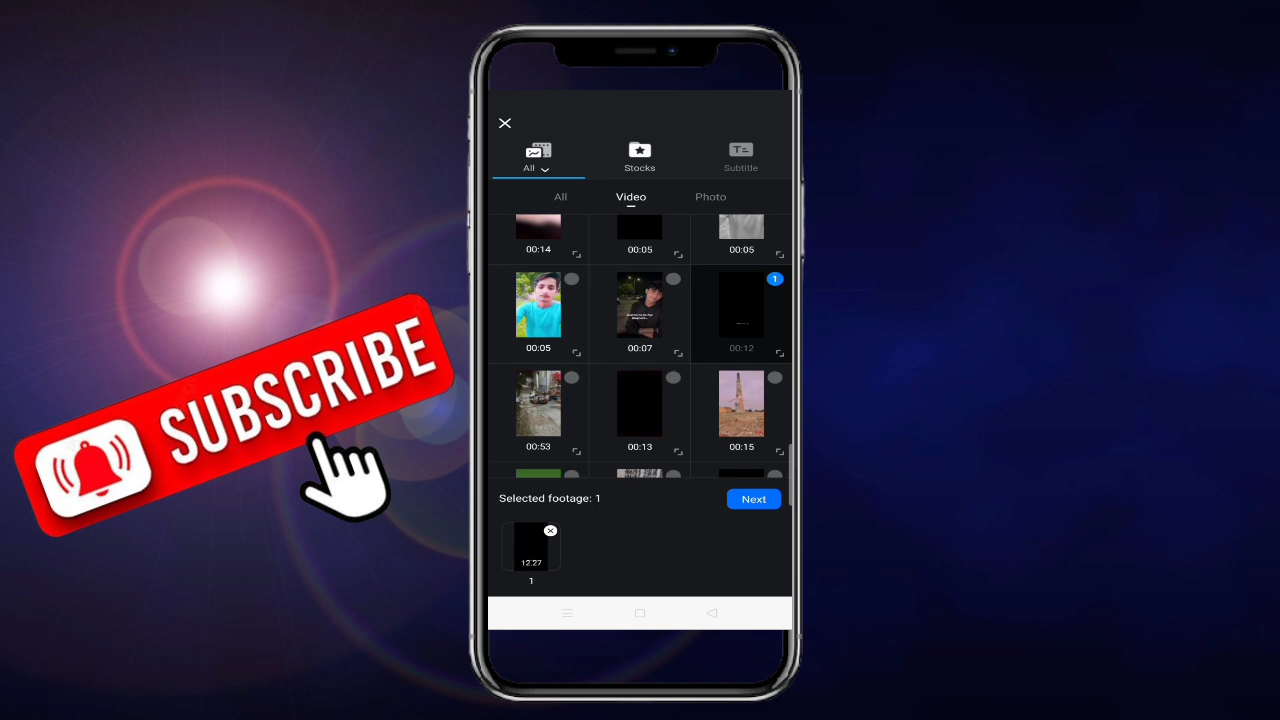 SUBSCRIBE
All
Stocks
Subtitle
All Video Photo
00:14 00:05 00:05
1
00:05 00:07 00:12
00:53 00:13 00:15
Selected footage: 1
Next
12.27
1